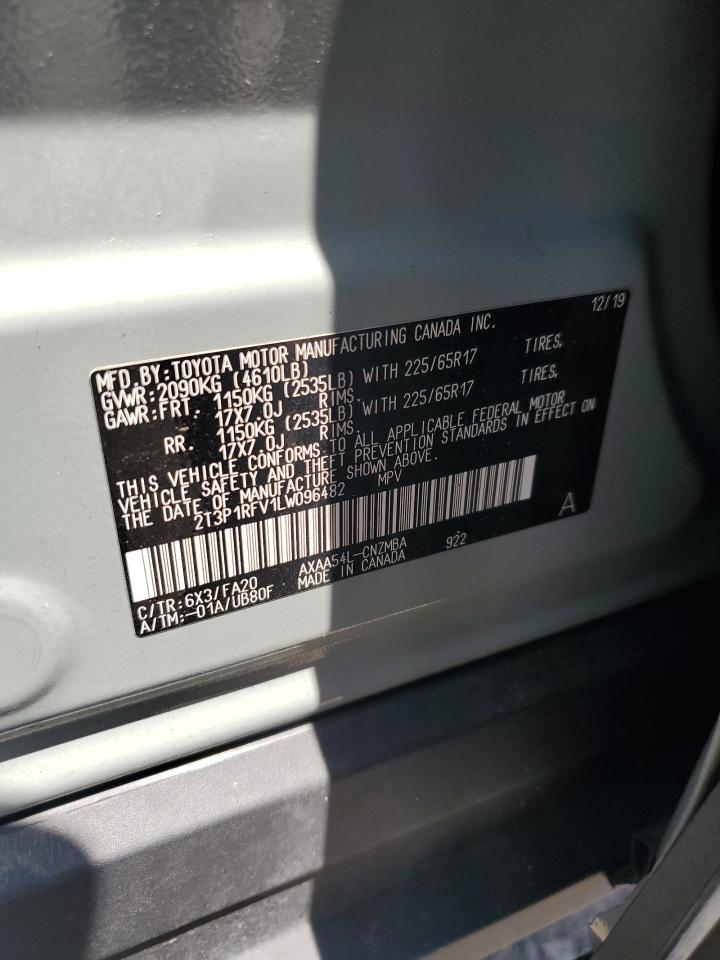 MFD. BY: TOYOTA MOTOR MANUFACTURING CANADA INC. 12/19
GVWR: 2090KG (4610LB)
GAWR: FRT. 1150KG (2535LB) WITH 225/65R17 TIRES,
17X7.0J RIMS,
RR. 1150KG (2535LB) WITH 225/65R17 TIRES,
17X7.0J RIMS,
THIS VEHICLE CONFORMS TO ALL APPLICABLE FEDERAL MOTOR
VEHICLE SAFETY AND THEFT PREVENTION STANDARDS IN EFFECT ON
THE DATE OF MANUFACTURE SHOWN ABOVE.
2T3P1RFV1LW096482 MPV
A
C/TR: 6X3/FA20 AXAA54L-CNZMBA 922
A/TM: -01A/UB80F MADE IN CANADA